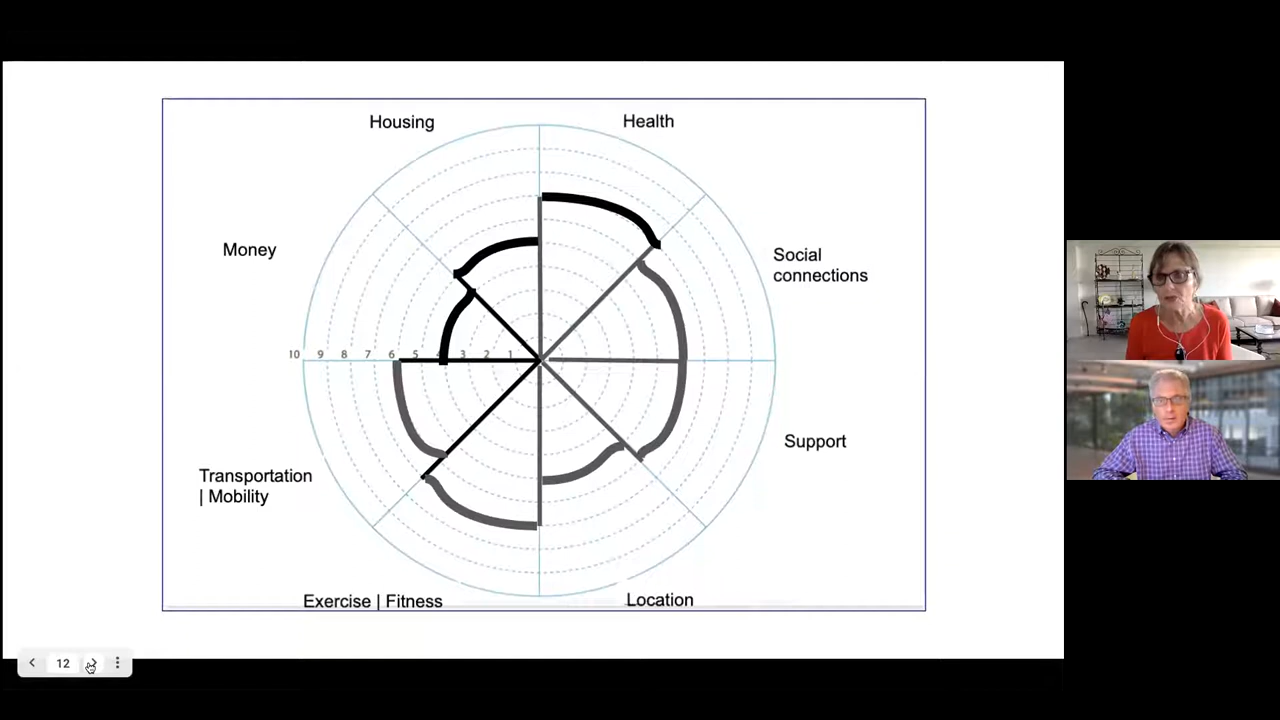 Housing
Health
Money
Social
connections
10 9 8 7 6 5 4 3 2 1
Support
Transportation
| Mobility
Exercise | Fitness
Location
12